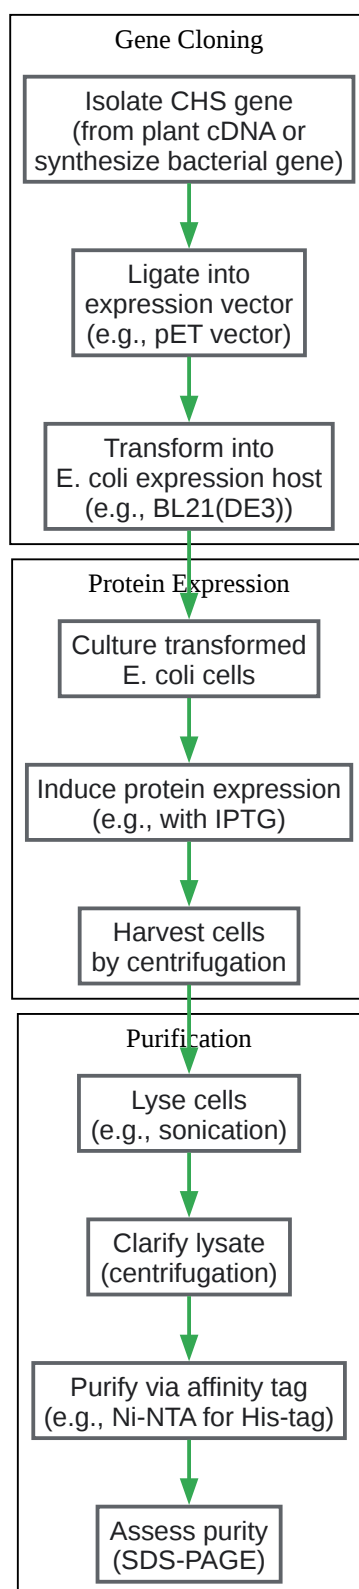 Gene Cloning
Isolate CHS gene
(from plant cDNA or
synthesize bacterial gene)
Ligate into
expression vector
(e.g., pET vector)
Transform into
E. coli expression host
(e.g., BL21(DE3))
Protein Expression
Culture transformed
E. coli cells
Induce protein expression
(e.g., with IPTG)
Harvest cells
by centrifugation
Purification
Lyse cells
(e.g., sonication)
Clarify lysate
(centrifugation)
Purify via affinity tag
(e.g., Ni-NTA for His-tag)
Assess purity
(SDS-PAGE)